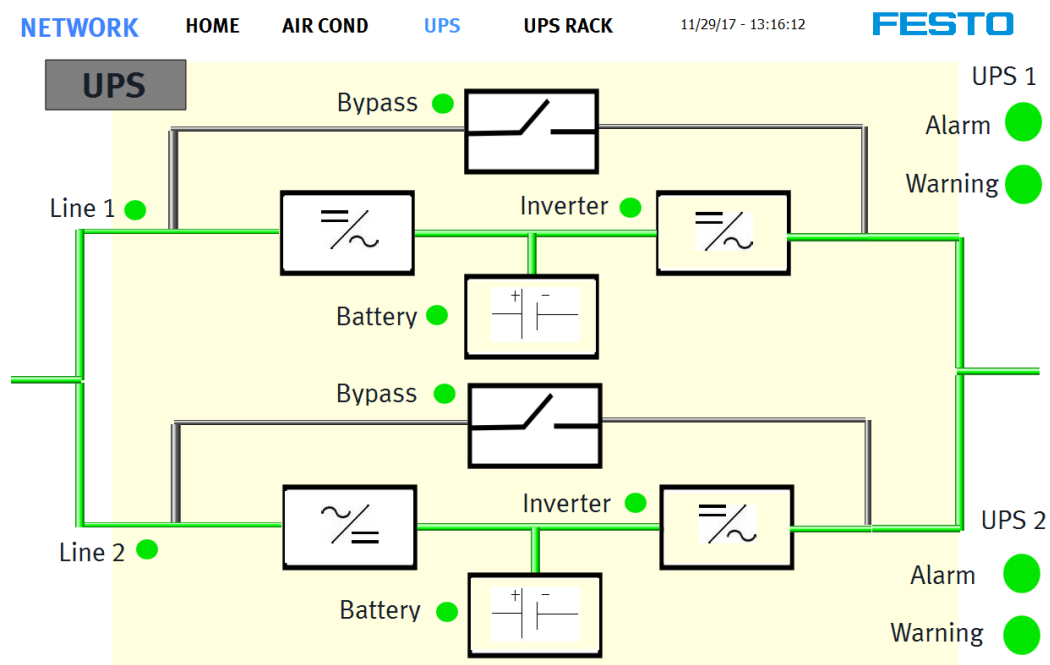 NETWORK HOME AIR COND UPS UPS RACK 11/29/17 - 13:16:12 FESTO
UPS
UPS 1
Bypass
Alarm
Warning
Line 1
Inverter
+ −
Battery
Bypass
Inverter
UPS 2
Line 2
Alarm
+ −
Battery
Warning